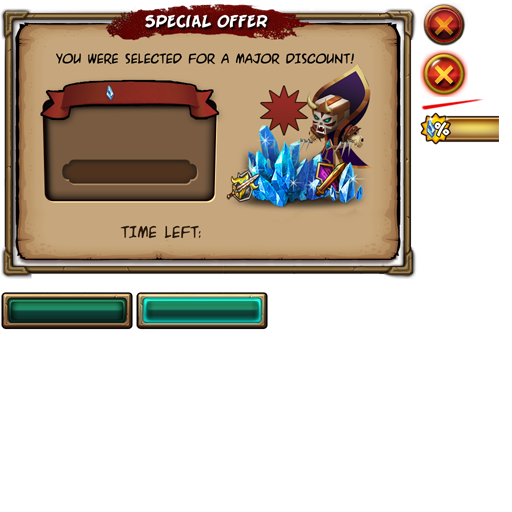 SPECIAL OFFER
YOU WERE SELECTED FOR A MAJOR DISCOUNT!
%
TIME LEFT: